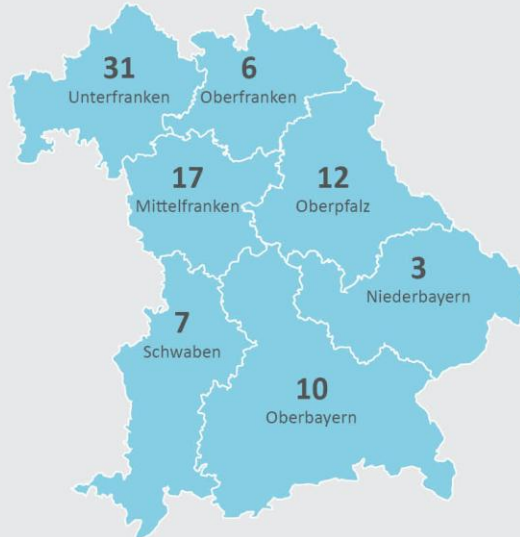 31
Unterfranken
6
Oberfranken
17
Mittelfranken
12
Oberpfalz
3
Niederbayern
7
Schwaben
10
Oberbayern